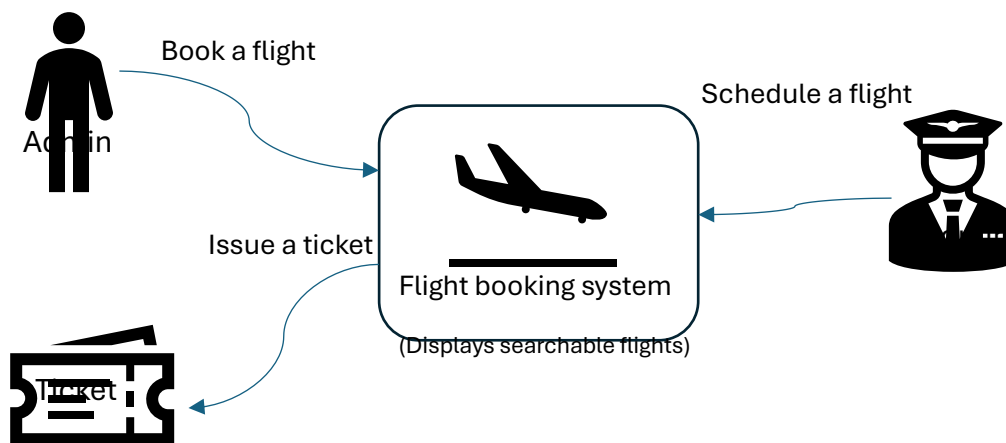 Book a flight
Schedule a flight
Admin
Issue a ticket
Flight booking system
(Displays searchable flights)
Ticket